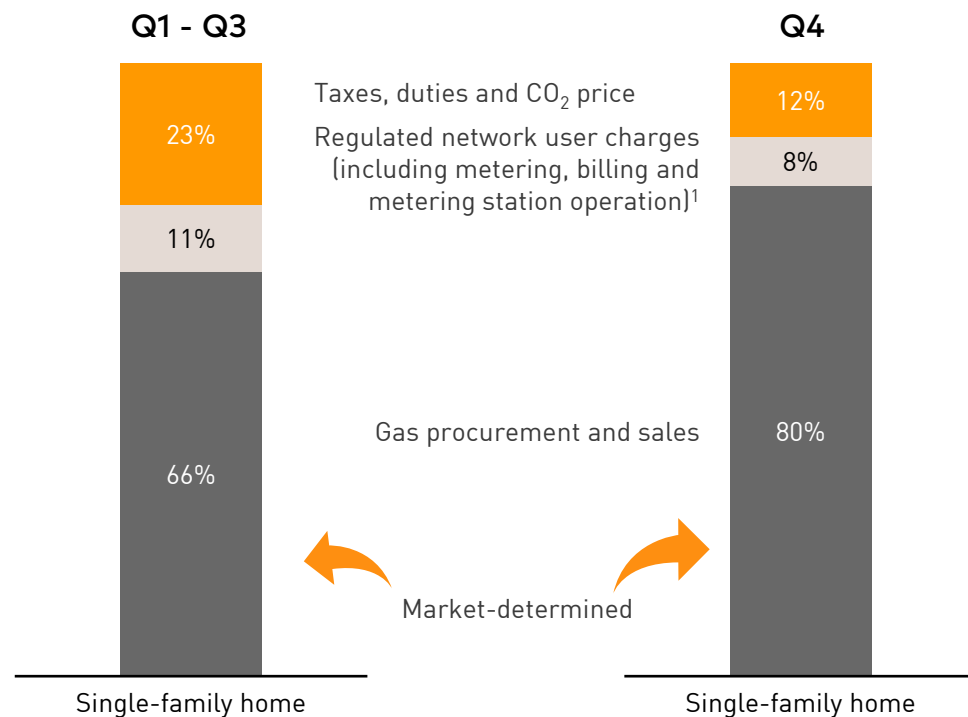 Q1 - Q3
Q4
23%
11%
66%
Taxes, duties and CO₂ price
Regulated network user charges
(including metering, billing and
metering station operation)¹
Gas procurement and sales
Market-determined
12%
8%
80%
Single-family home
Single-family home